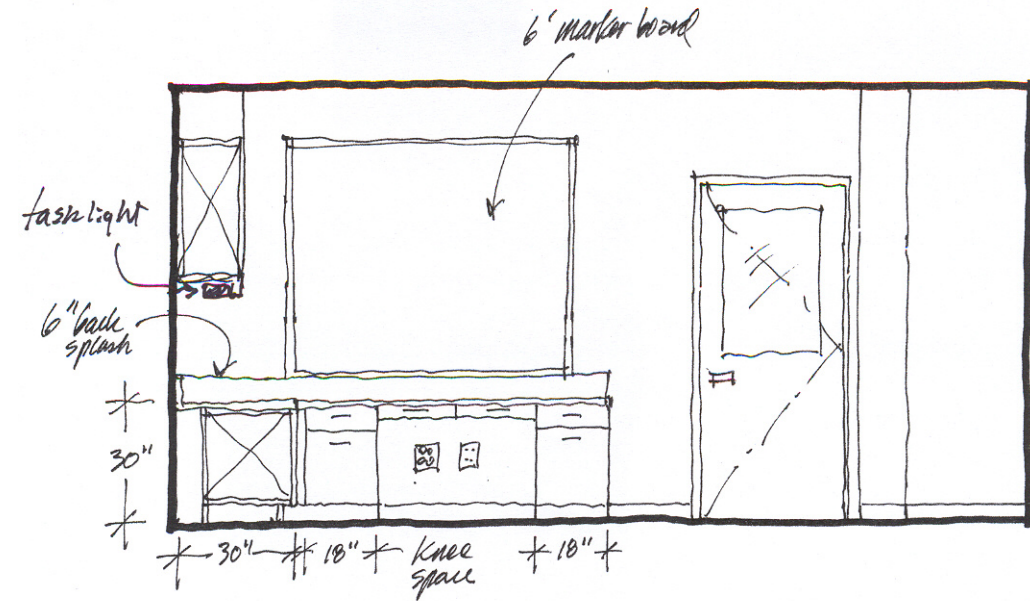 6' marker board
task light
6" back
splash
30"
30" 18" Knee 18"
space